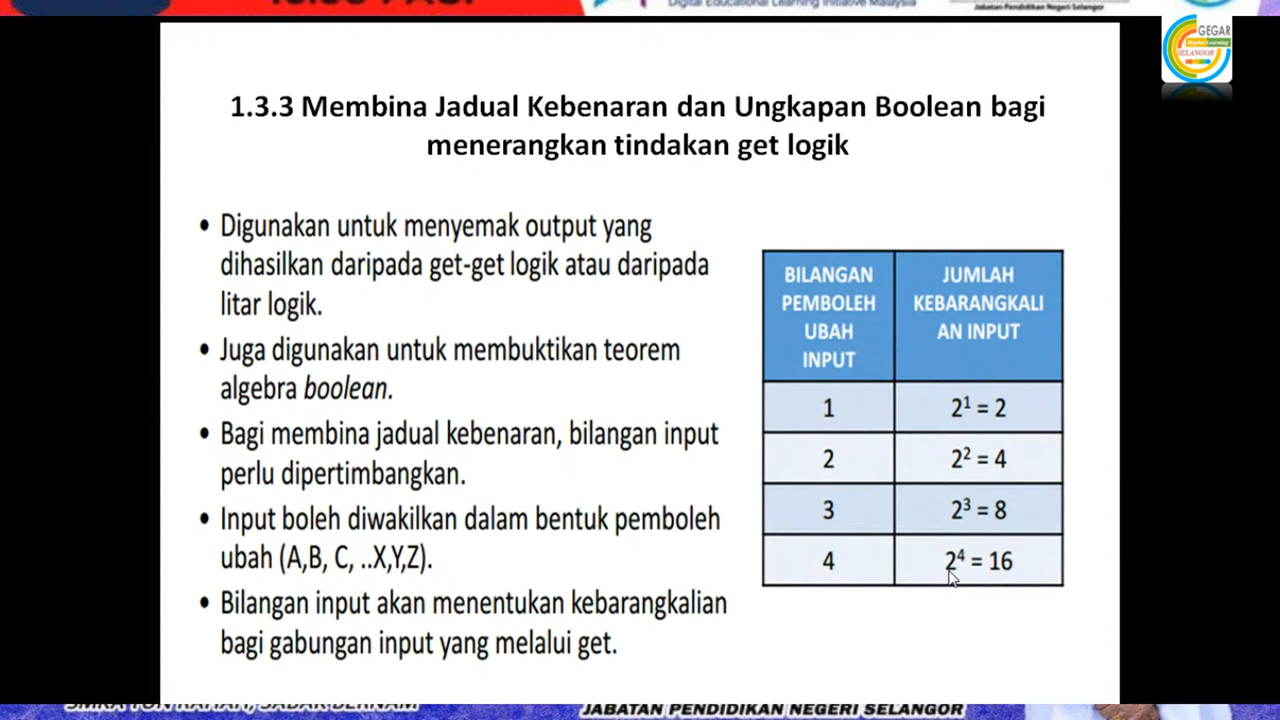 Digital Educational Learning Initiative Malaysia
Jabatan Pendidikan Negeri Selangor
GEGAR
Digital Learning
SELANGOR
1.3.3 Membina Jadual Kebenaran dan Ungkapan Boolean bagi
menerangkan tindakan get logik
• Digunakan untuk menyemak output yang
dihasilkan daripada get-get logik atau daripada
litar logik.
• Juga digunakan untuk membuktikan teorem
algebra boolean.
• Bagi membina jadual kebenaran, bilangan input
perlu dipertimbangkan.
• Input boleh diwakilkan dalam bentuk pemboleh
ubah (A,B, C, ..X,Y,Z).
• Bilangan input akan menentukan kebarangkalian
bagi gabungan input yang melalui get.
BILANGAN
PEMBOLEH
UBAH
INPUT
JUMLAH
KEBARANGKALI
AN INPUT
1 2¹ = 2
2 2² = 4
3 2³ = 8
4 2⁴ = 16
JABATAN PENDIDIKAN NEGERI SELANGOR